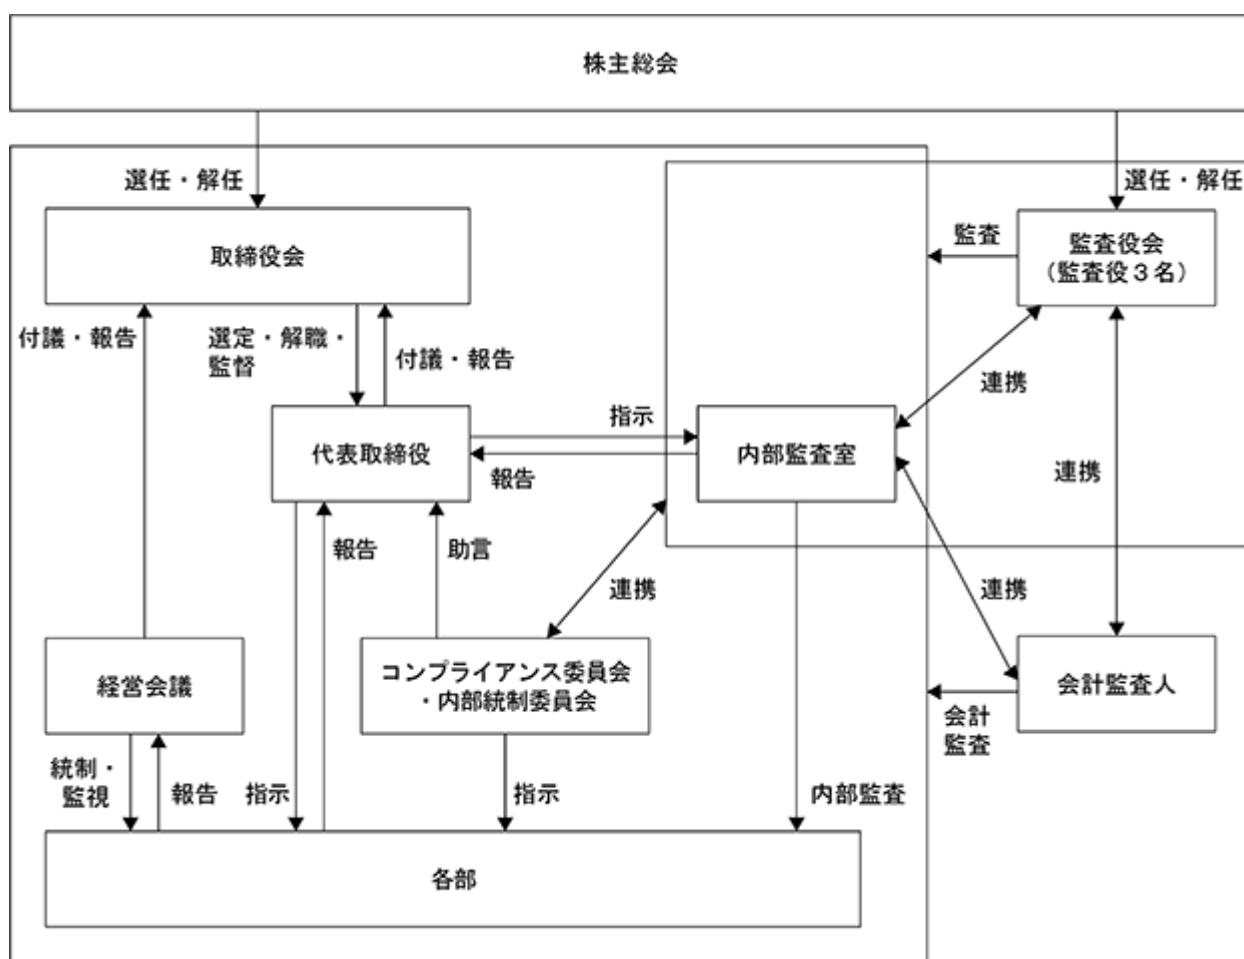 株主総会
選任・解任
選任・解任
取締役会
監査
監査役会
（監査役３名）
付議・報告
選定・解職・
監督
付議・報告
連携
代表取締役
指示
報告
内部監査室
連携
報告
助言
連携
連携
経営会議
コンプライアンス委員会
・内部統制委員会
会計監査人
会計
監査
統制・
監視
報告
指示
指示
内部監査
各部